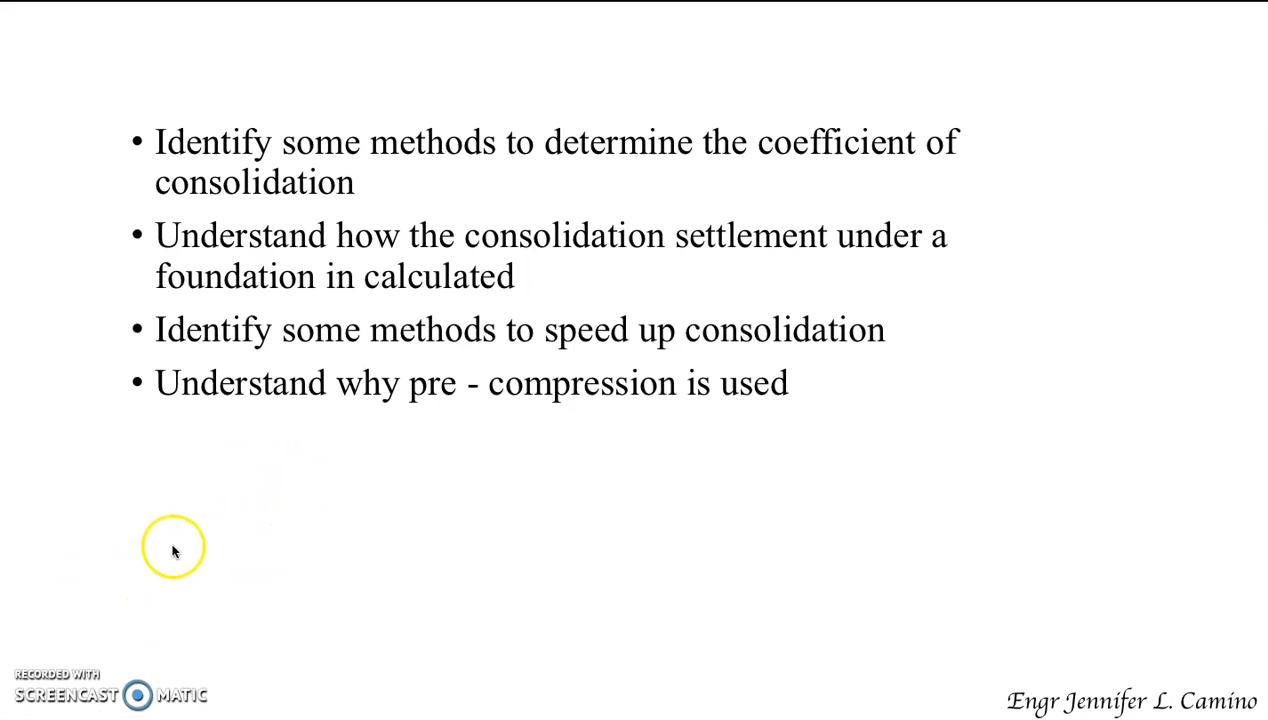 • Identify some methods to determine the coefficient of
consolidation
• Understand how the consolidation settlement under a
foundation in calculated
• Identify some methods to speed up consolidation
• Understand why pre - compression is used
RECORDED WITH
SCREENCAST MATIC
Engr Jennifer L. Camino